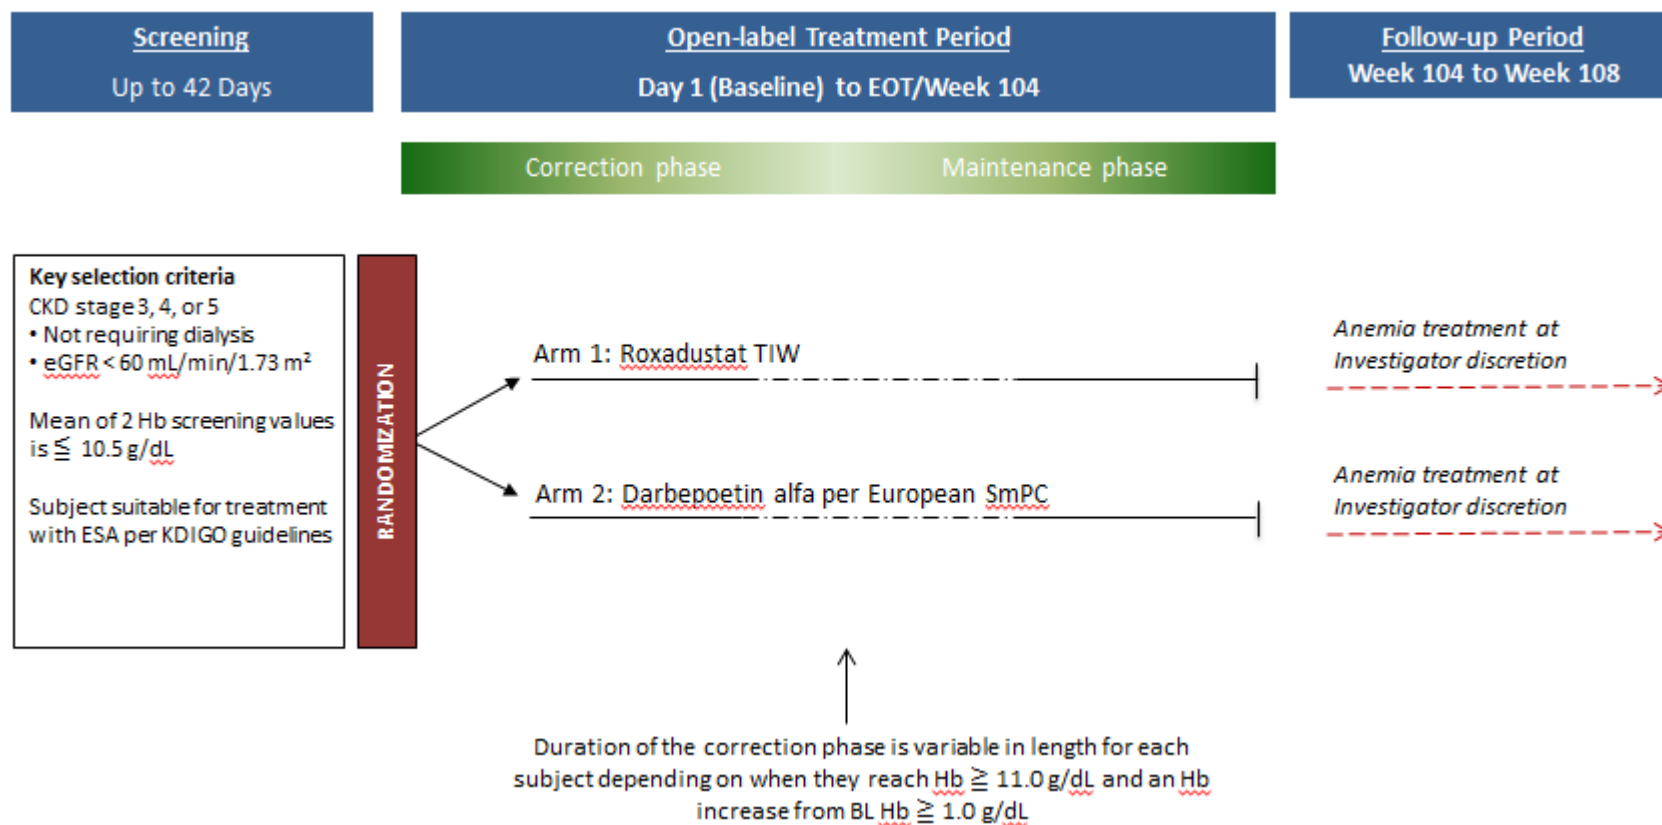 Screening
Up to 42 Days
Open-label Treatment Period
Day 1 (Baseline) to EOT/Week 104
Follow-up Period
Week 104 to Week 108
Correction phase
Maintenance phase
Key selection criteria
CKD stage 3, 4, or 5
• Not requiring dialysis
• eGFR < 60 mL/min/1.73 m²
Mean of 2 Hb screening values
is ≦ 10.5 g/dL
Subject suitable for treatment
with ESA per KDIGO guidelines
RANDOMIZATION
Arm 1: Roxadustat TIW
Arm 2: Darbepoetin alfa per European SmPC
Anemia treatment at
Investigator discretion
Anemia treatment at
Investigator discretion
Duration of the correction phase is variable in length for each
subject depending on when they reach Hb ≧ 11.0 g/dL and an Hb
increase from BL Hb ≧ 1.0 g/dL